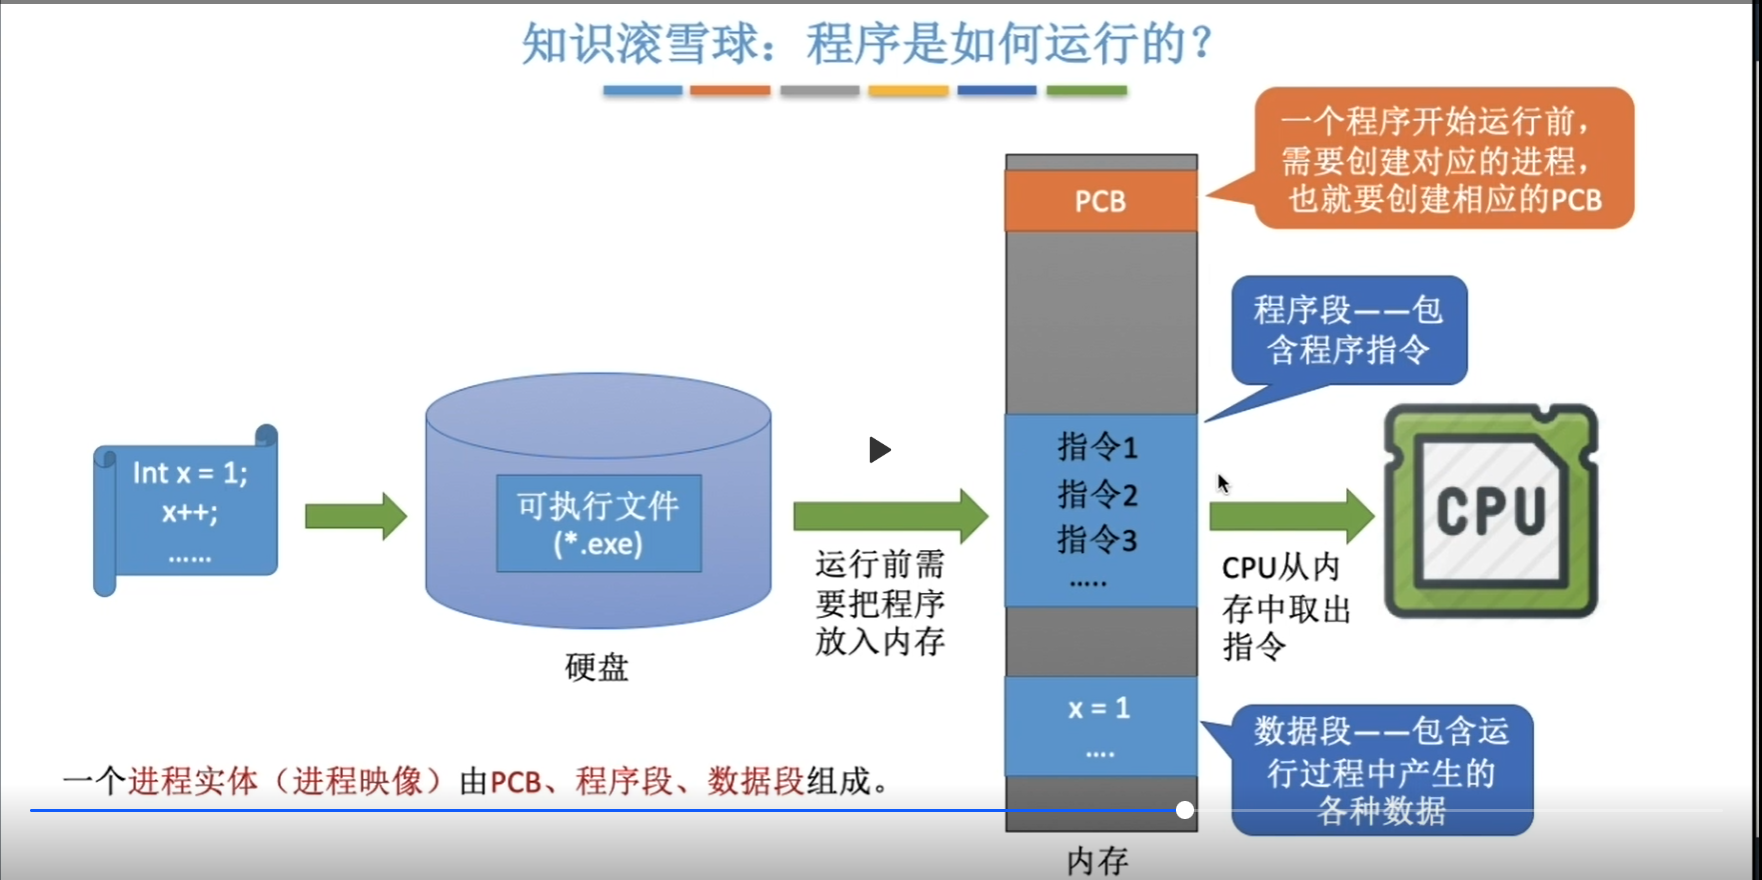 知识滚雪球：程序是如何运行的？
一个程序开始运行前，
需要创建对应的进程，
也就要创建相应的PCB
PCB
程序段——包
含程序指令
Int x = 1;
x++;
……
可执行文件
(*.exe)
硬盘
运行前需
要把程序
放入内存
指令1
指令2
指令3
…..
CPU从内
存中取出
指令
CPU
x = 1
….
数据段——包含运
行过程中产生的
各种数据
一个进程实体（进程映像）由PCB、程序段、数据段组成。
内存